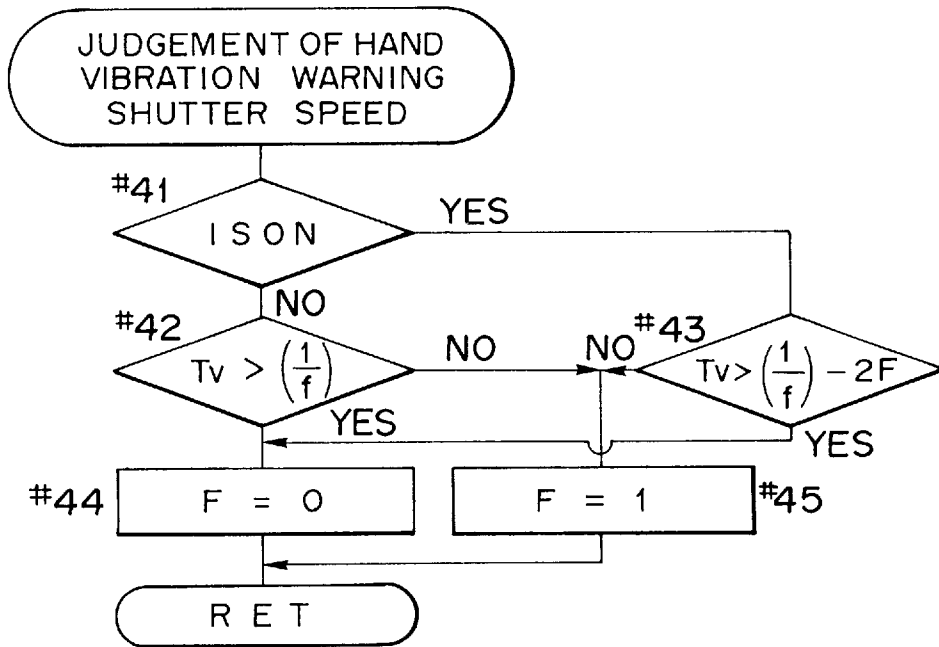 JUDGEMENT OF HAND
VIBRATION WARNING
SHUTTER SPEED
#41
ISON
YES
NO
#42
Tv > (1/f)
NO
NO
#43
Tv > (1/f) - 2F
YES
YES
#44
F = 0
F = 1
#45
RET